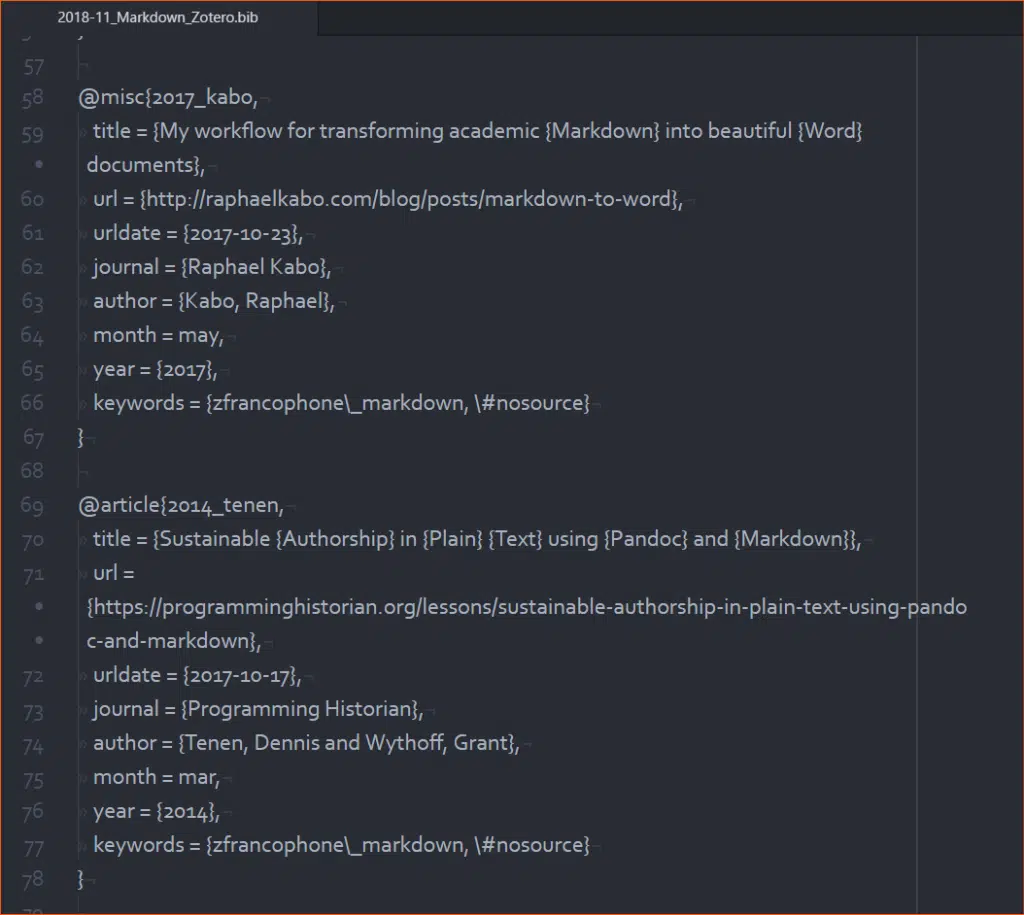 2018-11_Markdown_Zotero.bib
}
57
58 @misc{2017_kabo,
59 title = {My workflow for transforming academic {Markdown} into beautiful {Word}
documents},
60 url = {http://raphaelkabo.com/blog/posts/markdown-to-word},
61 urldate = {2017-10-23},
62 journal = {Raphael Kabo},
63 author = {Kabo, Raphael},
64 month = may,
65 year = {2017},
66 keywords = {zfrancophone\_markdown, \#nosource}
67 }
68
69 @article{2014_tenen,
70 title = {Sustainable {Authorship} in {Plain} {Text} using {Pandoc} and {Markdown}},
71 url =
{https://programminghistorian.org/lessons/sustainable-authorship-in-plain-text-using-pando
c-and-markdown},
72 urldate = {2017-10-17},
73 journal = {Programming Historian},
74 author = {Tenen, Dennis and Wythoff, Grant},
75 month = mar,
76 year = {2014},
77 keywords = {zfrancophone\_markdown, \#nosource}
78 }